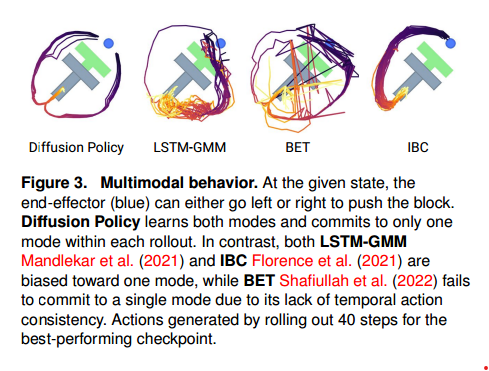 Diffusion Policy LSTM-GMM BET IBC
Figure 3. Multimodal behavior. At the given state, the
end-effector (blue) can either go left or right to push the block.
Diffusion Policy learns both modes and commits to only one
mode within each rollout. In contrast, both LSTM-GMM
Mandlekar et al. (2021) and IBC Florence et al. (2021) are
biased toward one mode, while BET Shafiullah et al. (2022) fails
to commit to a single mode due to its lack of temporal action
consistency. Actions generated by rolling out 40 steps for the
best-performing checkpoint.